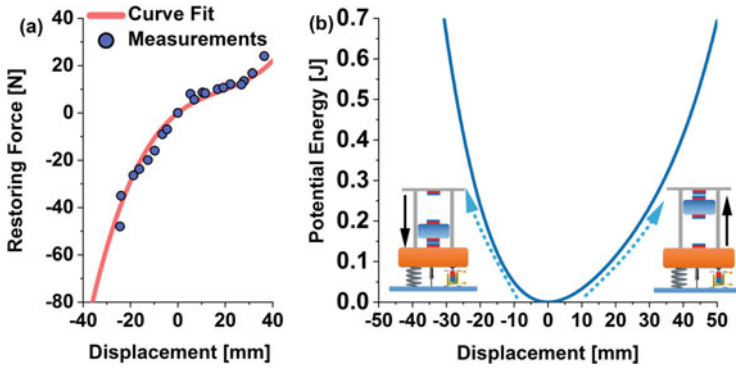 (a)
Curve Fit
Measurements
Restoring Force [N]
40
20
0
-20
-40
-60
-80
-40 -20 0 20 40
Displacement [mm]
(b)
Potential Energy [J]
0.7
0.6
0.5
0.4
0.3
0.2
0.1
0.0
-50 -40 -30 -20 -10 0 10 20 30 40 50
Displacement [mm]